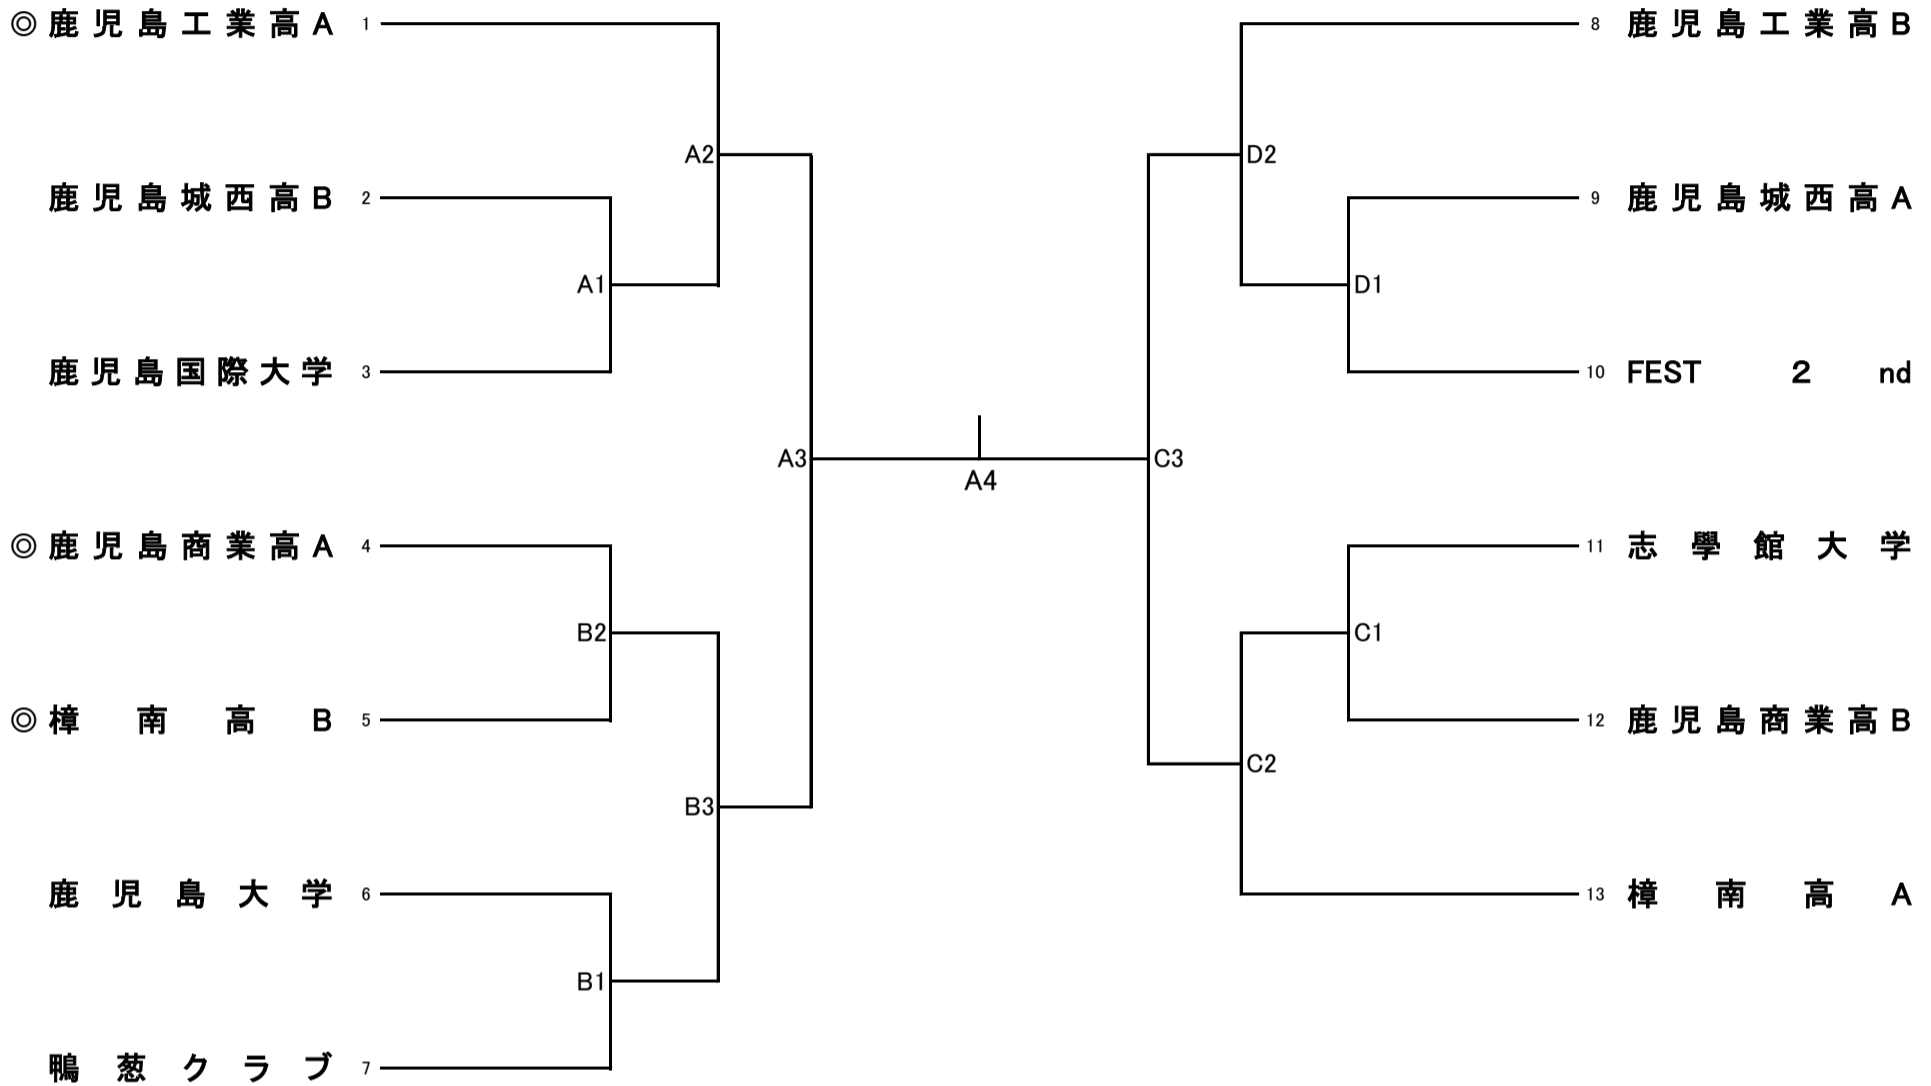 ◎ 鹿児島工業高A 1
A2
鹿児島城西高B 2
A1
鹿児島国際大学 3
A3
◎ 鹿児島商業高A 4
B2
◎ 樟南高B 5
B3
鹿児島大学 6
B1
鴨葱クラブ 7
A4
8 鹿児島工業高B
D2
9 鹿児島城西高A
D1
10 FEST 2 nd
C3
11 志學館大学
C1
12 鹿児島商業高B
C2
13 樟南高A